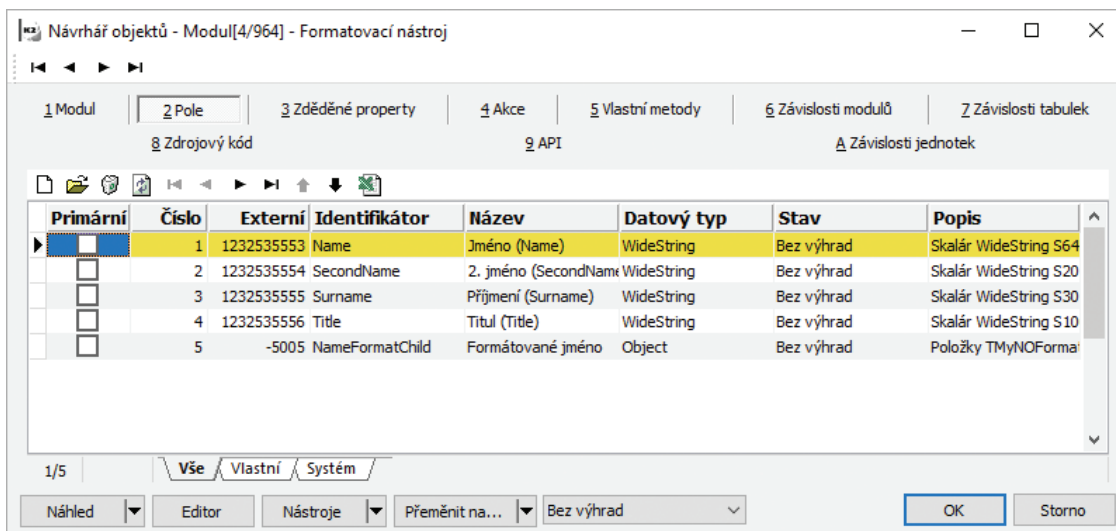 K2 Návrhář objektů - Modul[4/964] - Formatovací nástroj
1 Modul 2 Pole 3 Zděděné property 4 Akce 5 Vlastní metody 6 Závislosti modulů 7 Závislosti tabulek
8 Zdrojový kód 9 API A Závislosti jednotek
Primární Číslo Externí Identifikátor Název Datový typ Stav Popis
1 1232535553 Name Jméno (Name) WideString Bez výhrad Skalár WideString S64
2 1232535554 SecondName 2. jméno (SecondName WideString Bez výhrad Skalár WideString S20
3 1232535555 Surname Příjmení (Surname) WideString Bez výhrad Skalár WideString S30
4 1232535556 Title Titul (Title) WideString Bez výhrad Skalár WideString S10
5 -5005 NameFormatChild Formátované jméno Object Bez výhrad Položky TMyNOFormat
1/5 Vše Vlastní Systém
Náhled Editor Nástroje Přeměnit na... Bez výhrad OK Storno